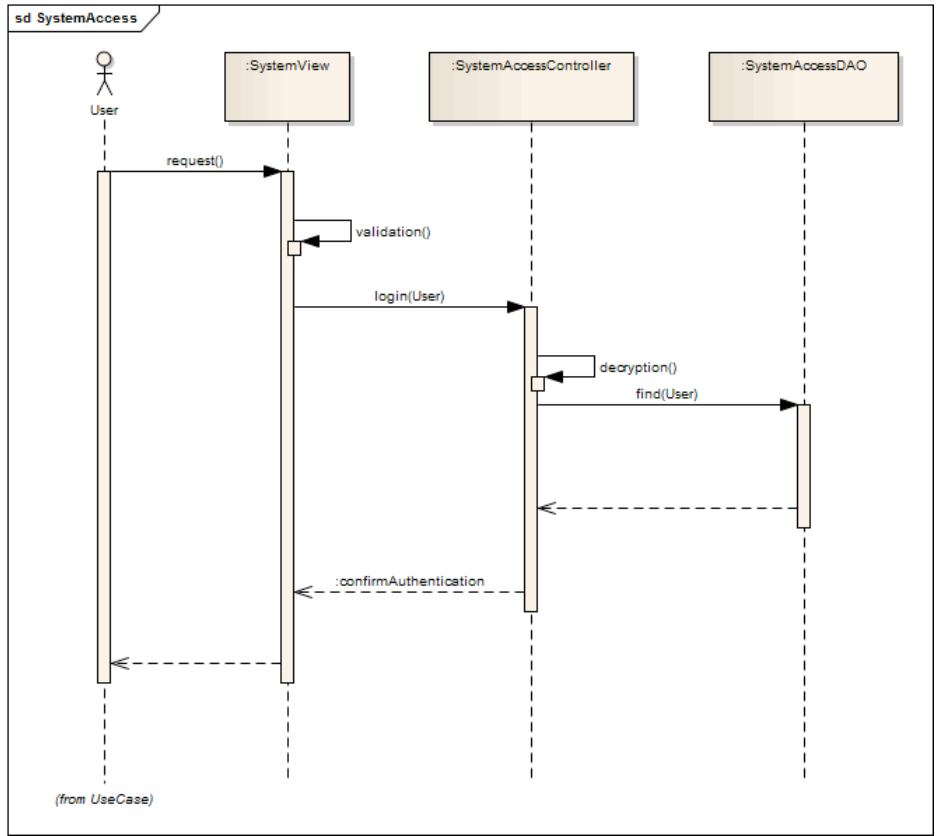 sd SystemAccess
User
:SystemView
:SystemAccessController
:SystemAccessDAO
request()
validation()
login(User)
decryption()
find(User)
:confirmAuthentication
(from UseCase)